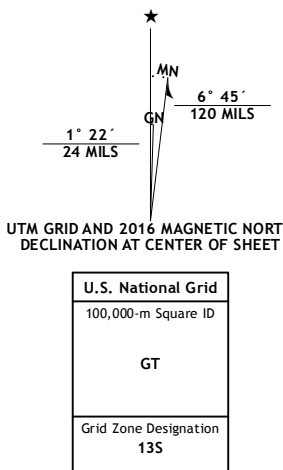 ★
MN
GN
6° 45´
120 MILS
1° 22´
24 MILS
UTM GRID AND 2016 MAGNETIC NORT
DECLINATION AT CENTER OF SHEET
U.S. National Grid
100,000-m Square ID
GT
Grid Zone Designation
13S